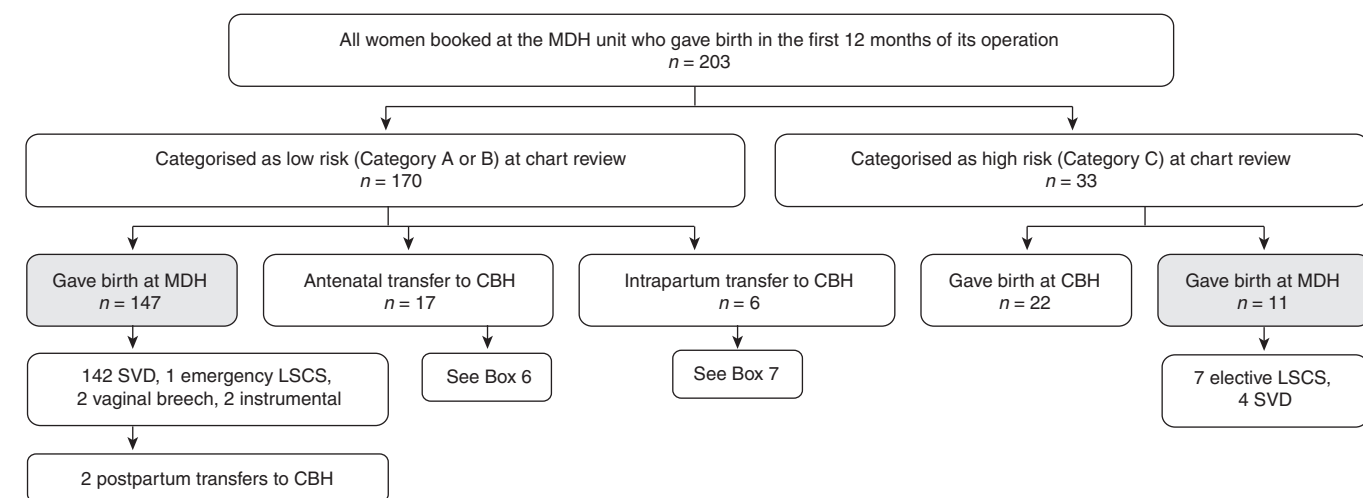 All women booked at the MDH unit who gave birth in the first 12 months of its operation
n = 203
Categorised as low risk (Category A or B) at chart review
n = 170
Categorised as high risk (Category C) at chart review
n = 33
Gave birth at MDH
n = 147
Antenatal transfer to CBH
n = 17
Intrapartum transfer to CBH
n = 6
Gave birth at CBH
n = 22
Gave birth at MDH
n = 11
142 SVD, 1 emergency LSCS,
2 vaginal breech, 2 instrumental
See Box 6
See Box 7
7 elective LSCS,
4 SVD
2 postpartum transfers to CBH